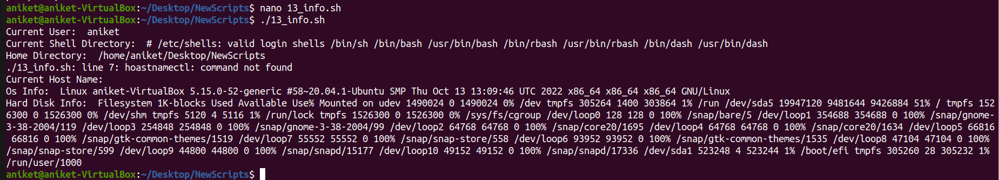 aniket@aniket-VirtualBox:~/Desktop/NewScripts$ nano 13_info.sh
aniket@aniket-VirtualBox:~/Desktop/NewScripts$ ./13_info.sh
Current User:  aniket
Current Shell Directory:  # /etc/shells: valid login shells /bin/sh /bin/bash /usr/bin/bash /bin/rbash /usr/bin/rbash /bin/dash /usr/bin/dash
Home Directory:  /home/aniket/Desktop/NewScripts
./13_info.sh: line 7: hoastnamectl: command not found
Current Host Name:
Os Info:  Linux aniket-VirtualBox 5.15.0-52-generic #58~20.04.1-Ubuntu SMP Thu Oct 13 13:09:46 UTC 2022 x86_64 x86_64 x86_64 GNU/Linux
Hard Disk Info:  Filesystem 1K-blocks Used Available Use% Mounted on udev 1490024 0 1490024 0% /dev tmpfs 305264 1400 303864 1% /run /dev/sda5 19947120 9481644 9426884 51% / tmpfs 152
6300 0 1526300 0% /dev/shm tmpfs 5120 4 5116 1% /run/lock tmpfs 1526300 0 1526300 0% /sys/fs/cgroup /dev/loop0 128 128 0 100% /snap/bare/5 /dev/loop1 354688 354688 0 100% /snap/gnome-
3-38-2004/119 /dev/loop3 254848 254848 0 100% /snap/gnome-3-38-2004/99 /dev/loop2 64768 64768 0 100% /snap/core20/1695 /dev/loop4 64768 64768 0 100% /snap/core20/1634 /dev/loop5 66816
 66816 0 100% /snap/gtk-common-themes/1519 /dev/loop7 55552 55552 0 100% /snap/snap-store/558 /dev/loop6 93952 93952 0 100% /snap/gtk-common-themes/1535 /dev/loop8 47104 47104 0 100%
/snap/snap-store/599 /dev/loop9 44800 44800 0 100% /snap/snapd/15177 /dev/loop10 49152 49152 0 100% /snap/snapd/17336 /dev/sda1 523248 4 523244 1% /boot/efi tmpfs 305260 28 305232 1%
/run/user/1000
aniket@aniket-VirtualBox:~/Desktop/NewScripts$